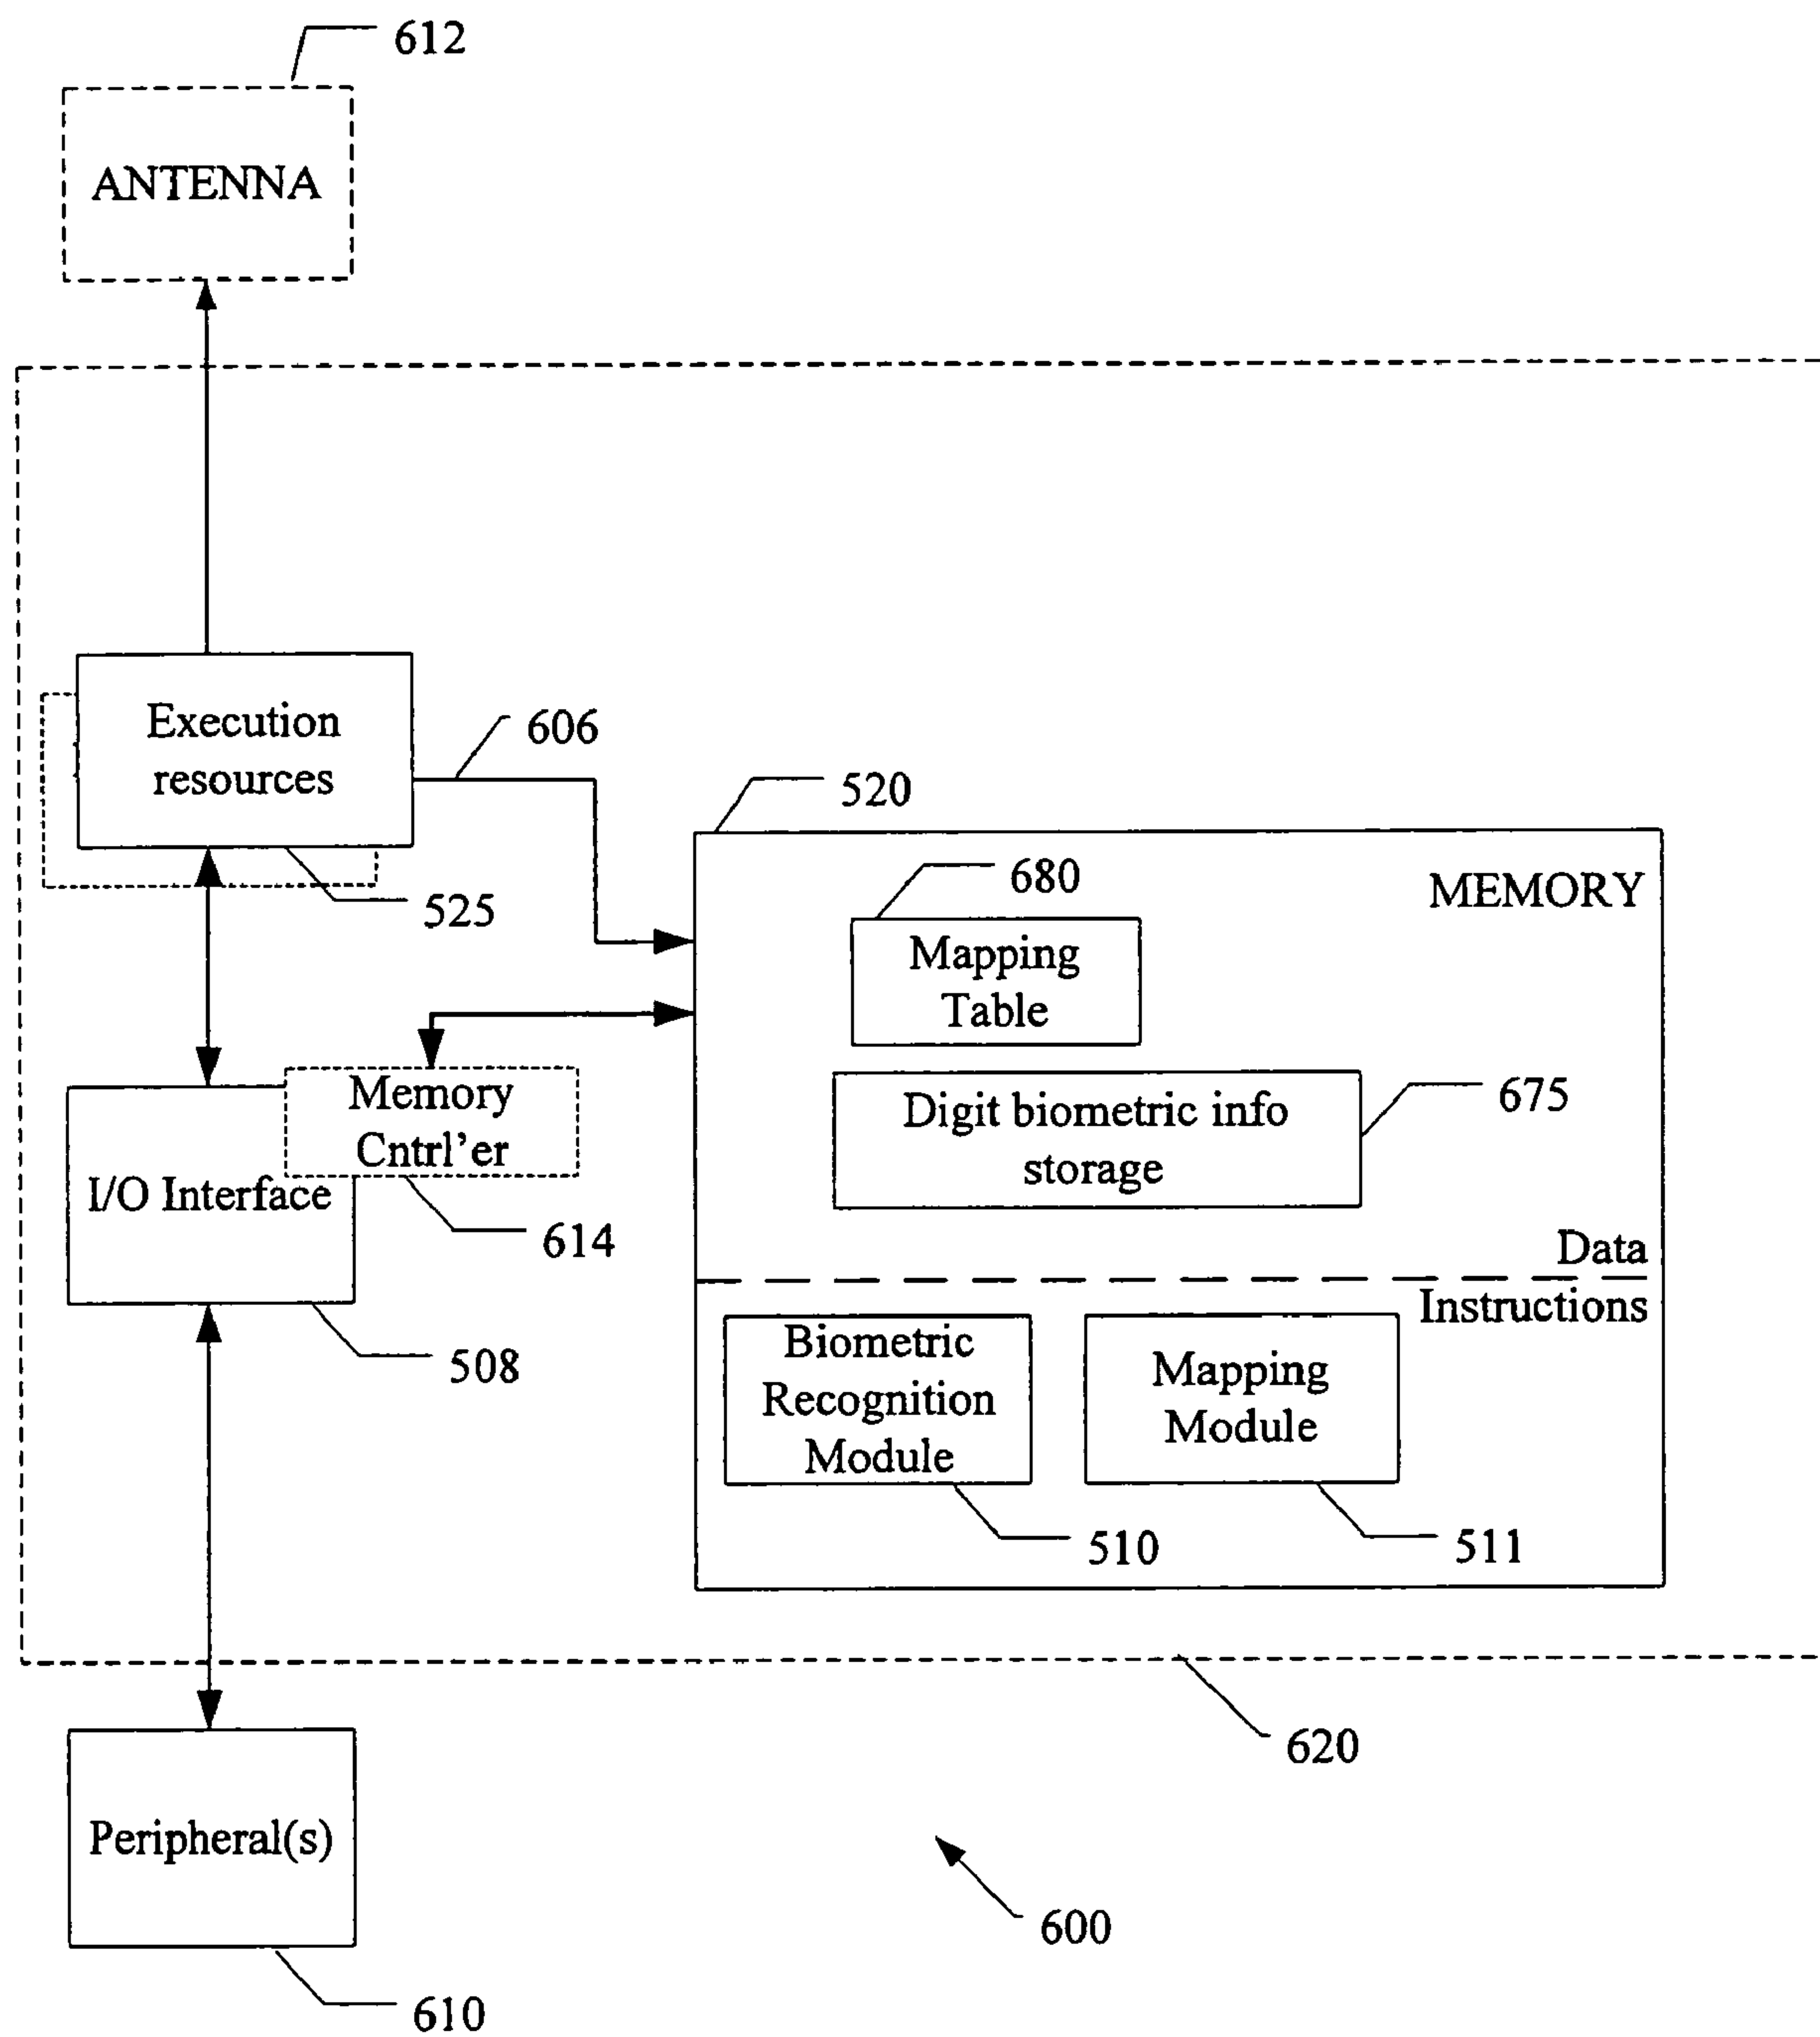 612
ANTENNA
Execution
resources
606
525
520
680
MEMORY
Mapping
Table
Memory
Cntrl'er
Digit biometric info
storage
675
I/O Interface
614
Data
Instructions
508
Biometric
Recognition
Module
Mapping
Module
510
511
620
Peripheral(s)
600
610